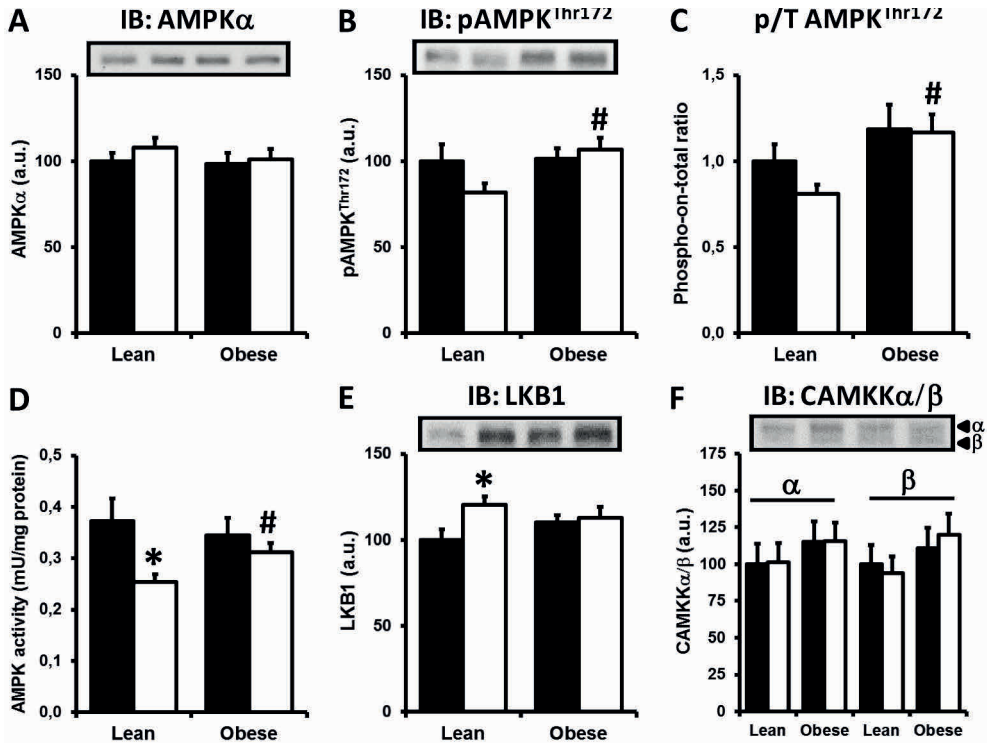 A
IB: AMPKα
150
100
50
0
AMPKα (a.u.)
Lean
Obese
B
IB: pAMPKThr172
150
100
50
0
pAMPKThr172 (a.u.)
#
Lean
Obese
C
p/T AMPKThr172
1,5
1,0
0,5
0,0
Phospho-on-total ratio
#
Lean
Obese
D
0,5
0,4
0,3
0,2
0,1
0,0
AMPK activity (mU/mg protein)
*
#
Lean
Obese
E
IB: LKB1
150
100
50
0
LKB1 (a.u.)
*
Lean
Obese
F
IB: CAMKKα/β
α
β
175
150
125
100
75
50
25
0
CAMKKα/β (a.u.)
α
β
Lean
Obese
Lean
Obese